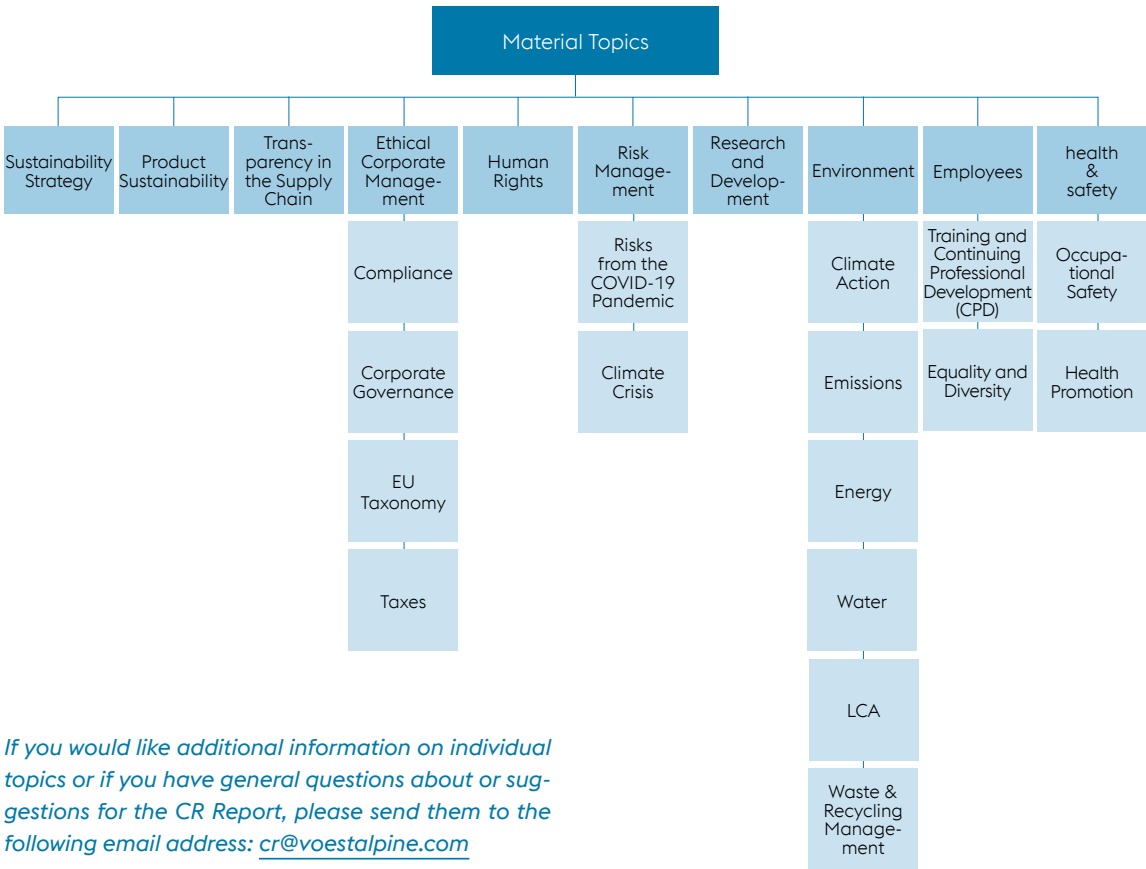 Material Topics
Sustainability
Strategy
Product
Sustainability
Trans-
parency in
the Supply
Chain
Ethical
Corporate
Manage-
ment
Human
Rights
Risk
Manage-
ment
Research
and
Develop-
ment
Environment
Employees
health
&
safety
Compliance
Corporate
Governance
EU
Taxonomy
Taxes
Risks
from the
COVID-19
Pandemic
Climate
Crisis
Climate
Action
Emissions
Energy
Water
LCA
Waste &
Recycling
Manage-
ment
Training and
Continuing
Professional
Development
(CPD)
Equality and
Diversity
Occupa-
tional
Safety
Health
Promotion
If you would like additional information on individual
topics or if you have general questions about or sug-
gestions for the CR Report, please send them to the
following email address: cr@voestalpine.com